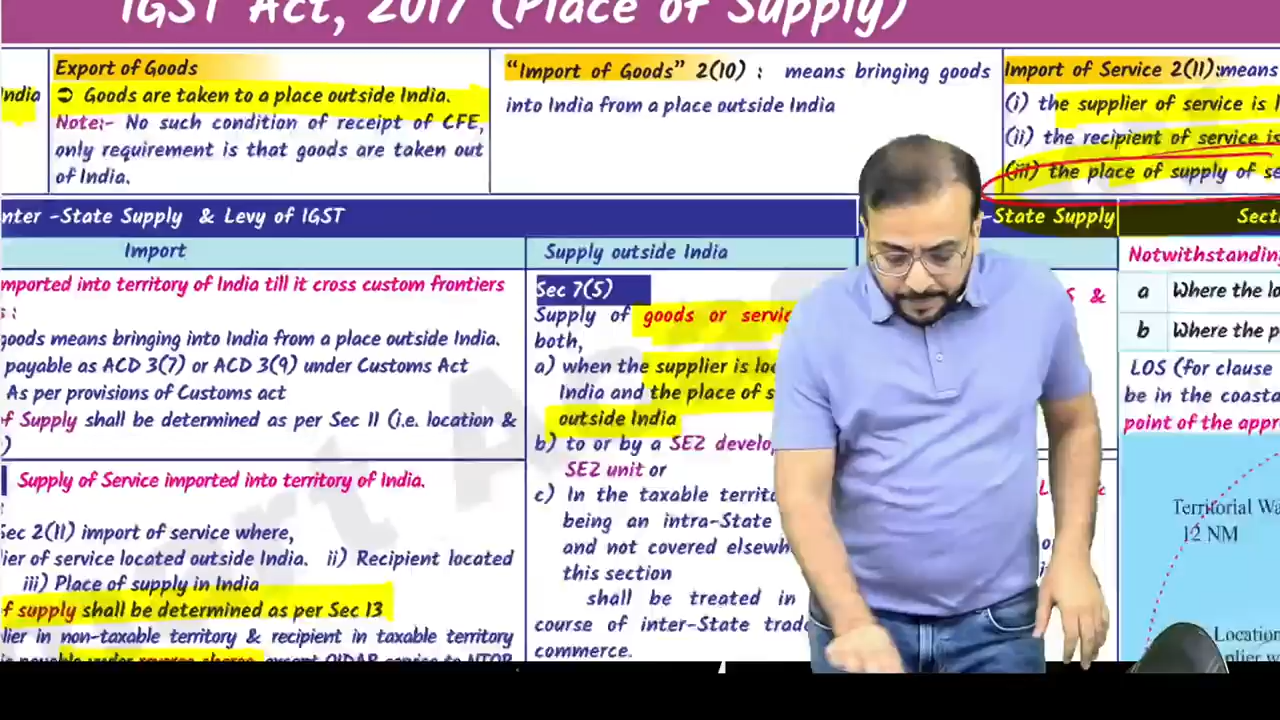 IGST Act, 2017 (Place of Supply)
India
Export of Goods
➲ Goods are taken to a place outside India.
Note:- No such condition of receipt of CFE,
only requirement is that goods are taken out
of India.
"Import of Goods" 2(10) : means bringing goods
into India from a place outside India
Import of Service 2(11):means
(i) the supplier of service is l
(ii) the recipient of service is
(iii) the place of supply of se
nter -State Supply & Levy of IGST
-State Supply
Secti
Import
Supply outside India
Notwithstanding
mported into territory of India till it cross custom frontiers
s :
goods means bringing into India from a place outside India.
payable as ACD 3(7) or ACD 3(9) under Customs Act
As per provisions of Customs act
f Supply shall be determined as per Sec 11 (i.e. location &
)
Supply of Service imported into territory of India.
:
Sec 2(11) import of service where,
lier of service located outside India. ii) Recipient located
iii) Place of supply in India
f supply shall be determined as per Sec 13
lier in non-taxable territory & recipient in taxable territory
is payable under reverse charge except OIDAR service to NTOR
Sec 7(5)
Supply of goods or servic
both,
a) when the supplier is loc
India and the place of s
outside India
b) to or by a SEZ develo
SEZ unit or
c) In the taxable territo
being an intra-State
and not covered elsewh
this section
shall be treated in
course of inter-State trad
commerce.
S &
&
a Where the lo
b Where the p
LOS (for clause
be in the coasta
point of the appr
Territorial Wa
12 NM
Location
plier w